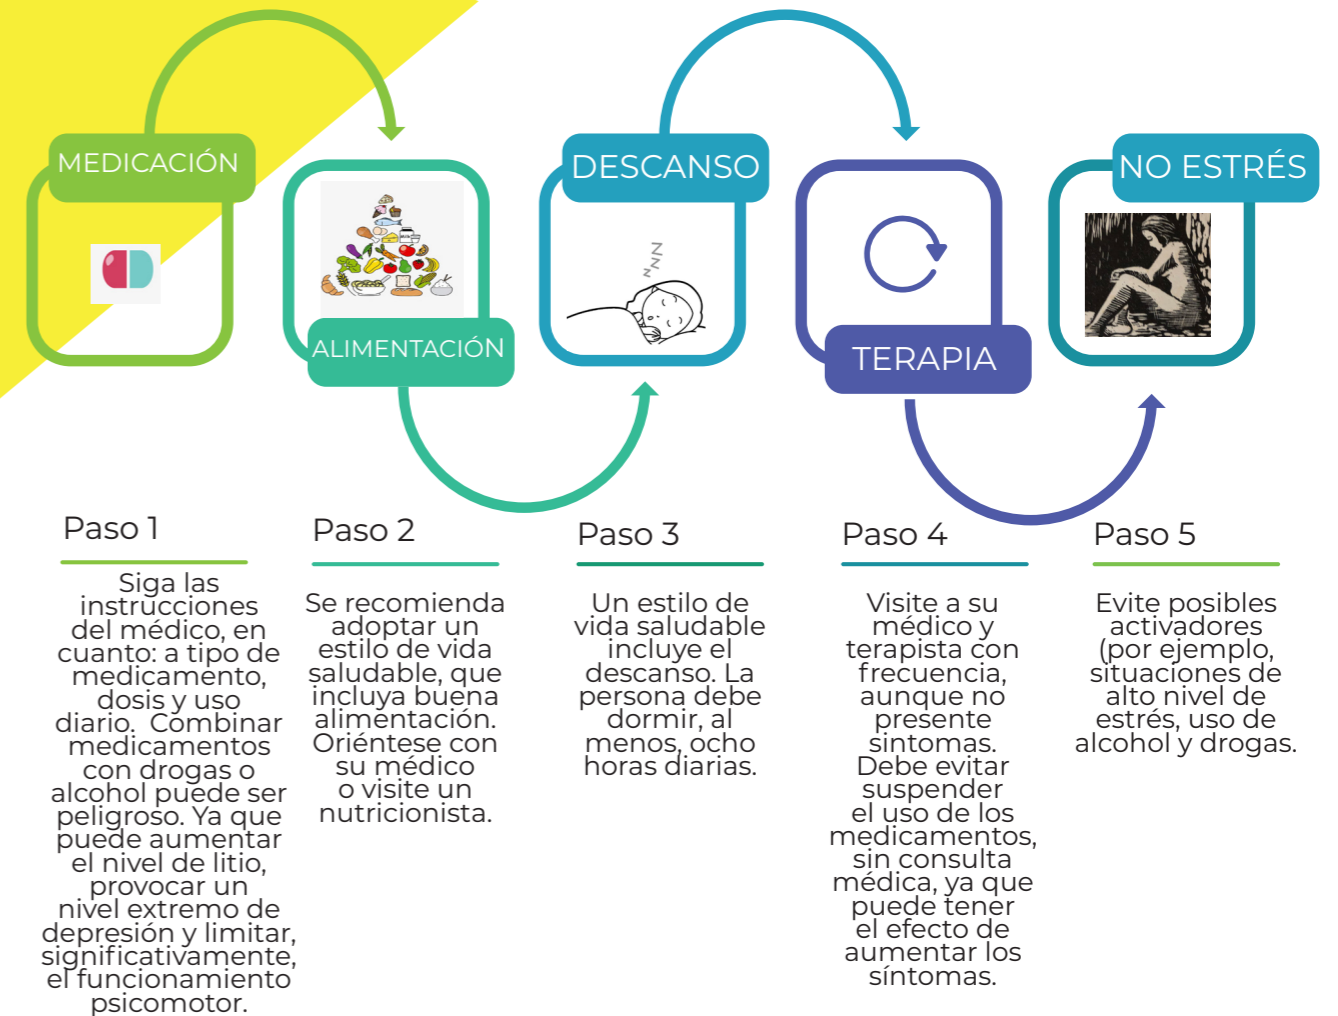 MEDICACIÓN
ALIMENTACIÓN
DESCANSO
TERAPIA
NO ESTRÉS
Paso 1
Siga las
instrucciones
del médico, en
cuanto: a tipo de
medicamento,
dosis y uso
diario.  Combinar
medicamentos
con drogas o
alcohol puede ser
peligroso. Ya que
puede aumentar
el nivel de litio,
provocar un
nivel extremo de
depresión y limitar,
significativamente,
el funcionamiento
psicomotor.
Paso 2
Se recomienda
adoptar un
estilo de vida
saludable, que
incluya buena
alimentación.
Oriéntese con
su médico
o visite un
nutricionista.
Paso 3
Un estilo de
vida saludable
incluye el
descanso. La
persona debe
dormir, al
menos, ocho
horas diarias.
Paso 4
Visite a su
médico y
terapista con
frecuencia,
aunque no
presente
sintomas.
Debe evitar
suspender
el uso de los
medicamentos,
sin consulta
médica, ya que
puede tener
el efecto de
aumentar los
síntomas.
Paso 5
Evite posibles
activadores
(por ejemplo,
situaciones de
alto nivel de
estrés, uso de
alcohol y drogas.
zzzzz